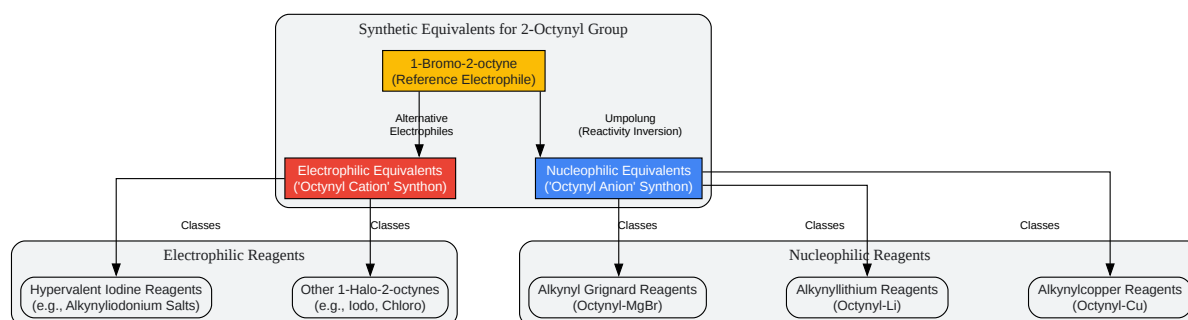 Synthetic Equivalents for 2-Octynyl Group
1-Bromo-2-octyne
(Reference Electrophile)
Alternative
Electrophiles
Umpolung
(Reactivity Inversion)
Electrophilic Equivalents
('Octynyl Cation' Synthon)
Nucleophilic Equivalents
('Octynyl Anion' Synthon)
Classes
Classes
Classes
Classes
Classes
Electrophilic Reagents
Nucleophilic Reagents
Hypervalent Iodine Reagents
(e.g., Alkynyliodonium Salts)
Other 1-Halo-2-octynes
(e.g., Iodo, Chloro)
Alkynyl Grignard Reagents
(Octynyl-MgBr)
Alkynyllithium Reagents
(Octynyl-Li)
Alkynylcopper Reagents
(Octynyl-Cu)